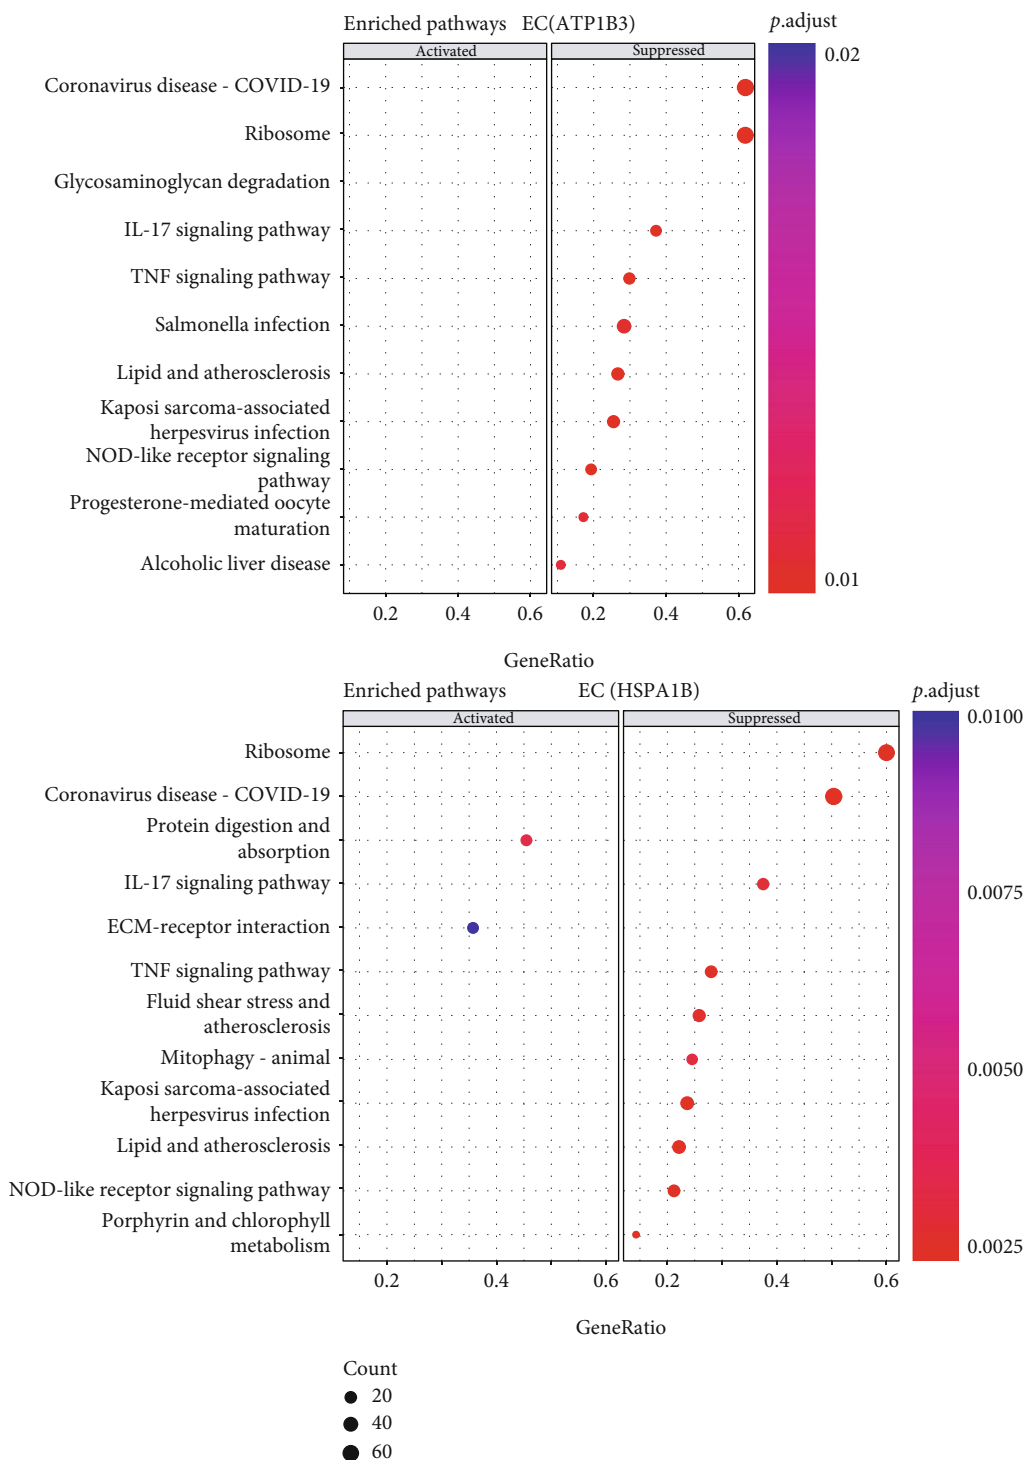 Enriched pathways EC(ATP1B3)
p.adjust
Activated
Suppressed
0.02
Coronavirus disease - COVID-19
Ribosome
Glycosaminoglycan degradation
IL-17 signaling pathway
TNF signaling pathway
Salmonella infection
Lipid and atherosclerosis
Kaposi sarcoma-associated
herpesvirus infection
NOD-like receptor signaling
pathway
Progesterone-mediated oocyte
maturation
Alcoholic liver disease
0.01
0.2 0.4 0.6 0.2 0.4 0.6
GeneRatio
Enriched pathways EC (HSPA1B)
p.adjust
Activated
Suppressed
0.0100
Ribosome
Coronavirus disease - COVID-19
Protein digestion and
absorption
IL-17 signaling pathway
0.0075
ECM-receptor interaction
TNF signaling pathway
Fluid shear stress and
atherosclerosis
Mitophagy - animal
0.0050
Kaposi sarcoma-associated
herpesvirus infection
Lipid and atherosclerosis
NOD-like receptor signaling pathway
Porphyrin and chlorophyll
metabolism
0.0025
0.2 0.4 0.6 0.2 0.4 0.6
GeneRatio
Count
20
40
60